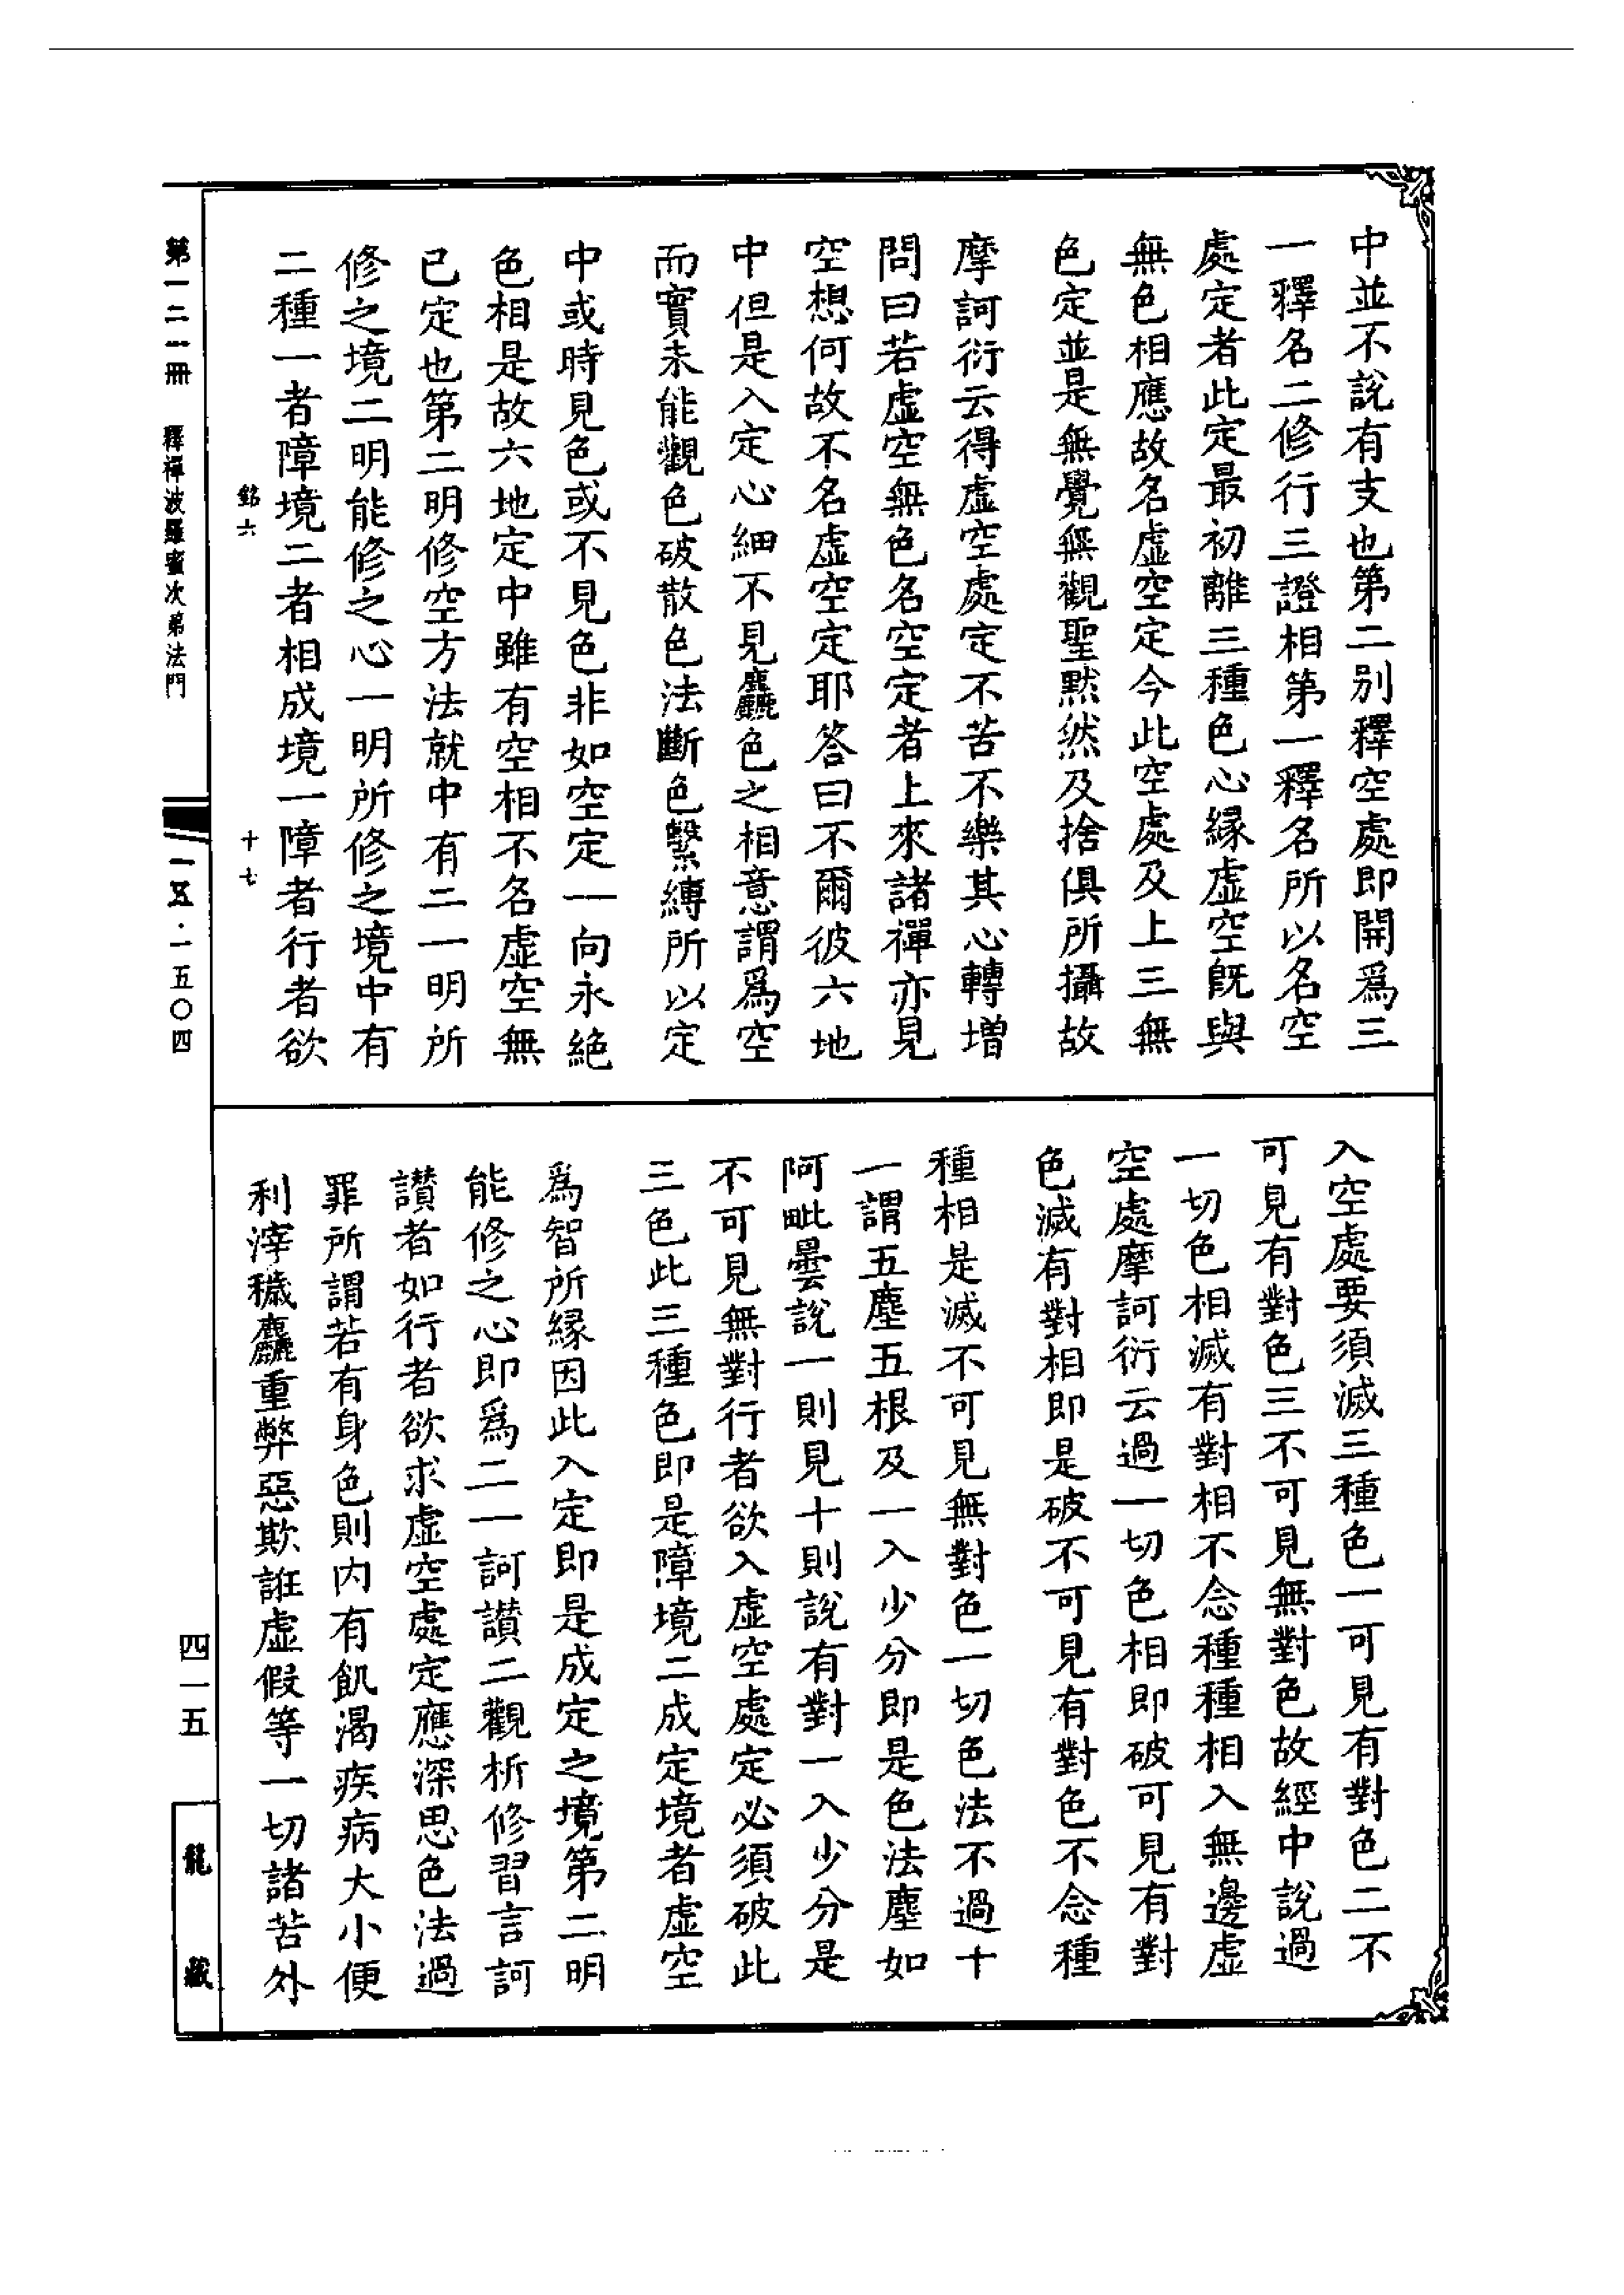 中並不說有支也第二別釋空處即開爲三
一釋名二修行三證相第一釋名所以名空
處定者此定最初離三種色心緣虛空旣與
無色相應故名虛空定今此空處及上三無
色定並是無覺無觀聖默然及捨俱所攝故
摩訶衍云得虛空處定不苦不樂其心轉增
問曰若虛空無色名空定者上來諸禪亦見
空想何故不名虛空定耶答曰不爾彼六地
中但是入定心細不見麤色之相意謂爲空
而實未能觀色破散色法斷色繫縛所以定
中或時見色或不見色非如空定一向永絕
色相是故六地定中雖有空相不名虛空無
已定也第二明修空方法就中有二一明所
修之境二明能修之心一明所修之境中有
二種一者障境二者相成境一障者行者欲
入空處要須滅三種色一可見有對色二不
可見有對色三不可見無對色故經中說過
一切色相滅有對相不念種種相入無邊虛
空處摩訶衍云過一切色相即破可見有對
色滅有對相即是破不可見有對色不念種
種相是滅不可見無對色一切色法不過十
一謂五塵五根及一入少分即是色法塵如
阿毗曇說一則見十則說有對一入少分是
不可見無對行者欲入虛空處定必須破此
三色此三種色即是障境二成定境者虛空
爲智所緣因此入定即是成定之境第二明
能修之心即爲二一訶讃二觀析修習言訶
讃者如行者欲求虛空處定應深思色法過
罪所謂若有身色則內有飢渴疾病大小便
利滓穢麤重弊惡欺誑虛假等一切諸苦外
銘六
十七
第一二一冊
釋禪波羅蜜次第法門
一五·一五〇四
四一五
龍藏